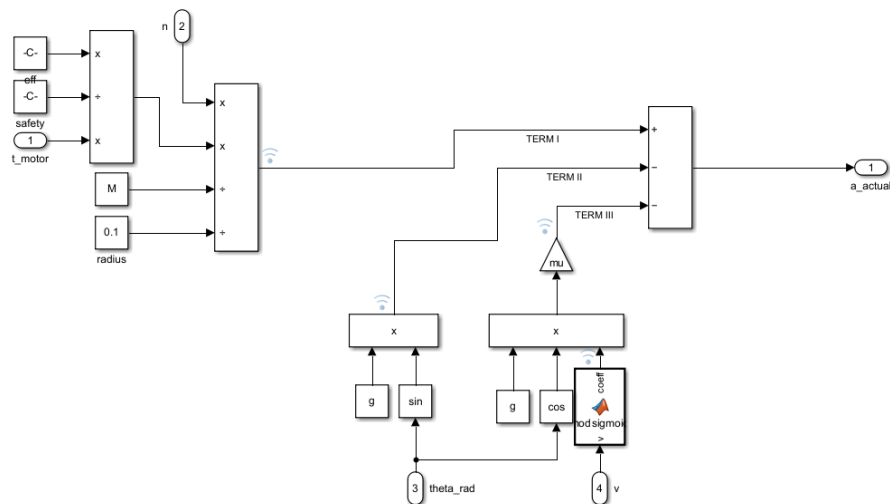 n
2
-C-
x
eff
-C-
÷
x
safety
1
x
x
t_motor
M
÷
0.1
÷
radius
+
TERM I
−
TERM II
−
TERM III
1
a_actual
mu
x
x
g
sin
g
cos
coeff
v
3
theta_rad
4
v